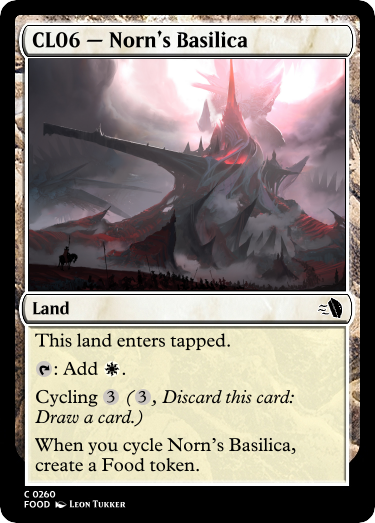 CL06 — Norn's Basilica
Land
This land enters tapped.
: Add .
Cycling 3 (3, Discard this card:
Draw a card.)
When you cycle Norn's Basilica,
create a Food token.
C 0260
FOOD LEON TUKKER